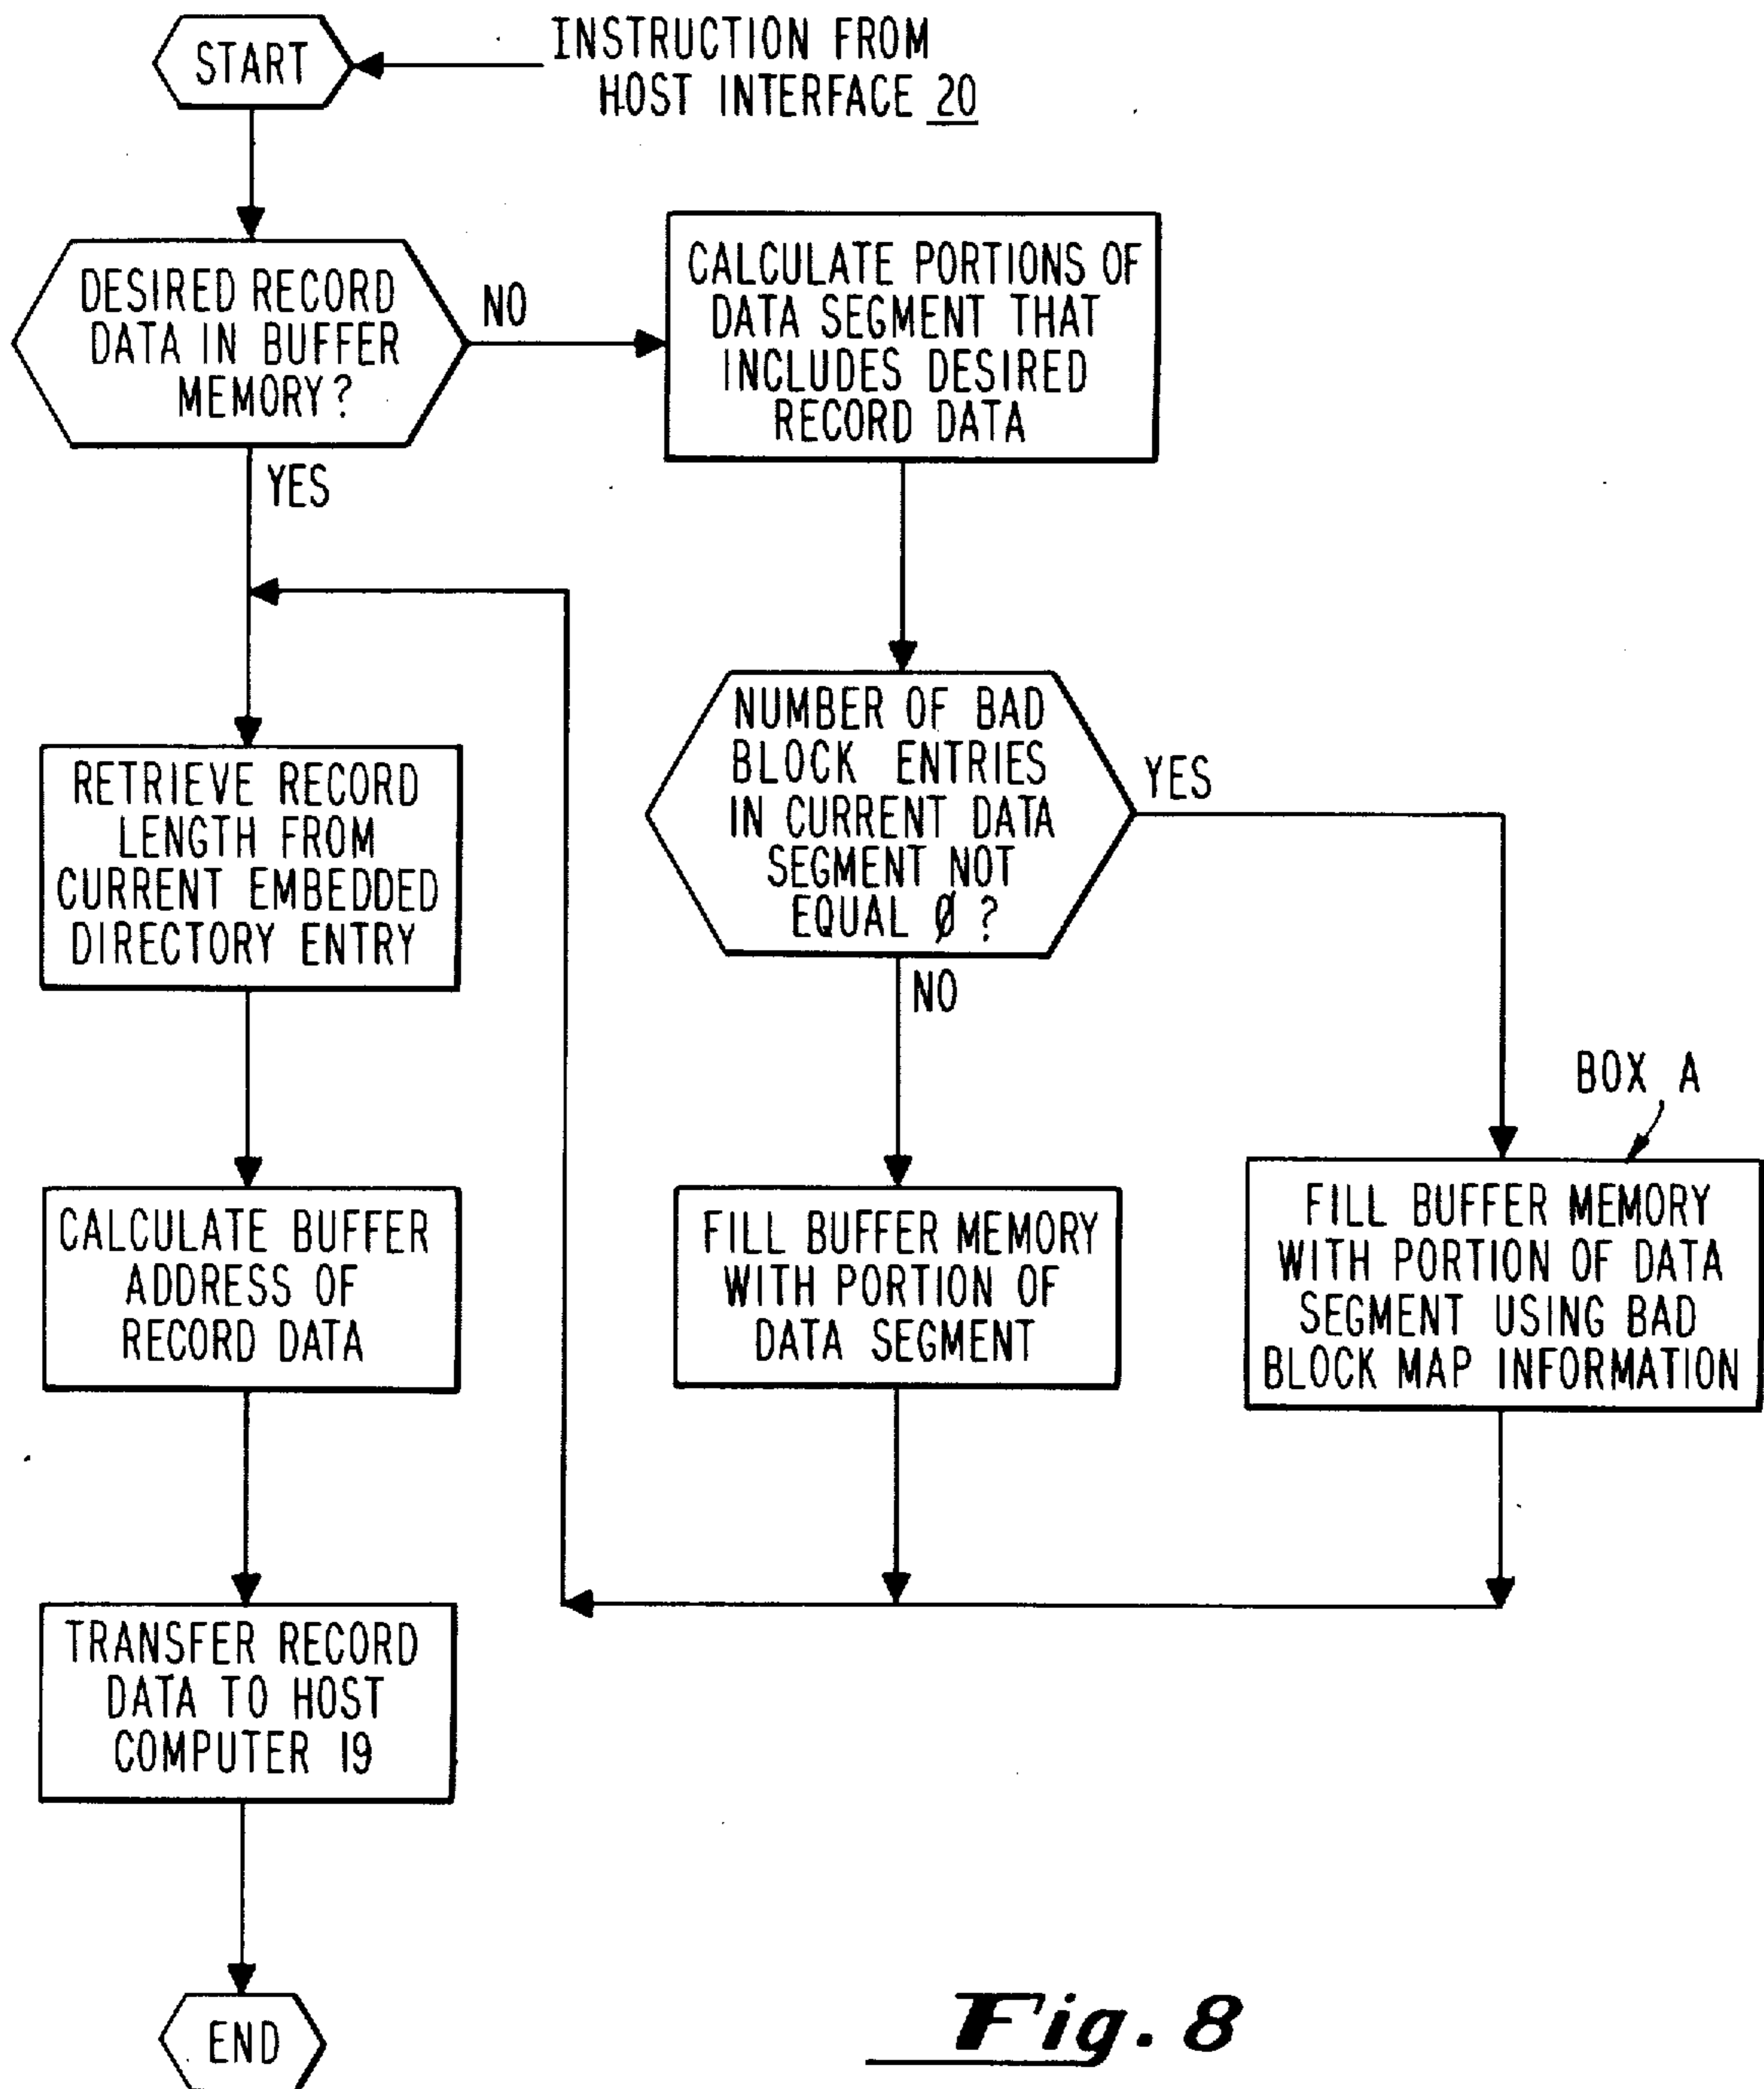 START
INSTRUCTION FROM
HOST INTERFACE 20
DESIRED RECORD
DATA IN BUFFER
MEMORY?
NO
YES
CALCULATE PORTIONS OF
DATA SEGMENT THAT
INCLUDES DESIRED
RECORD DATA
NUMBER OF BAD
BLOCK ENTRIES
IN CURRENT DATA
SEGMENT NOT
EQUAL Ø ?
YES
NO
RETRIEVE RECORD
LENGTH FROM
CURRENT EMBEDDED
DIRECTORY ENTRY
BOX A
CALCULATE BUFFER
ADDRESS OF
RECORD DATA
FILL BUFFER MEMORY
WITH PORTION OF
DATA SEGMENT
FILL BUFFER MEMORY
WITH PORTION OF DATA
SEGMENT USING BAD
BLOCK MAP INFORMATION
TRANSFER RECORD
DATA TO HOST
COMPUTER 19
END
Fig. 8